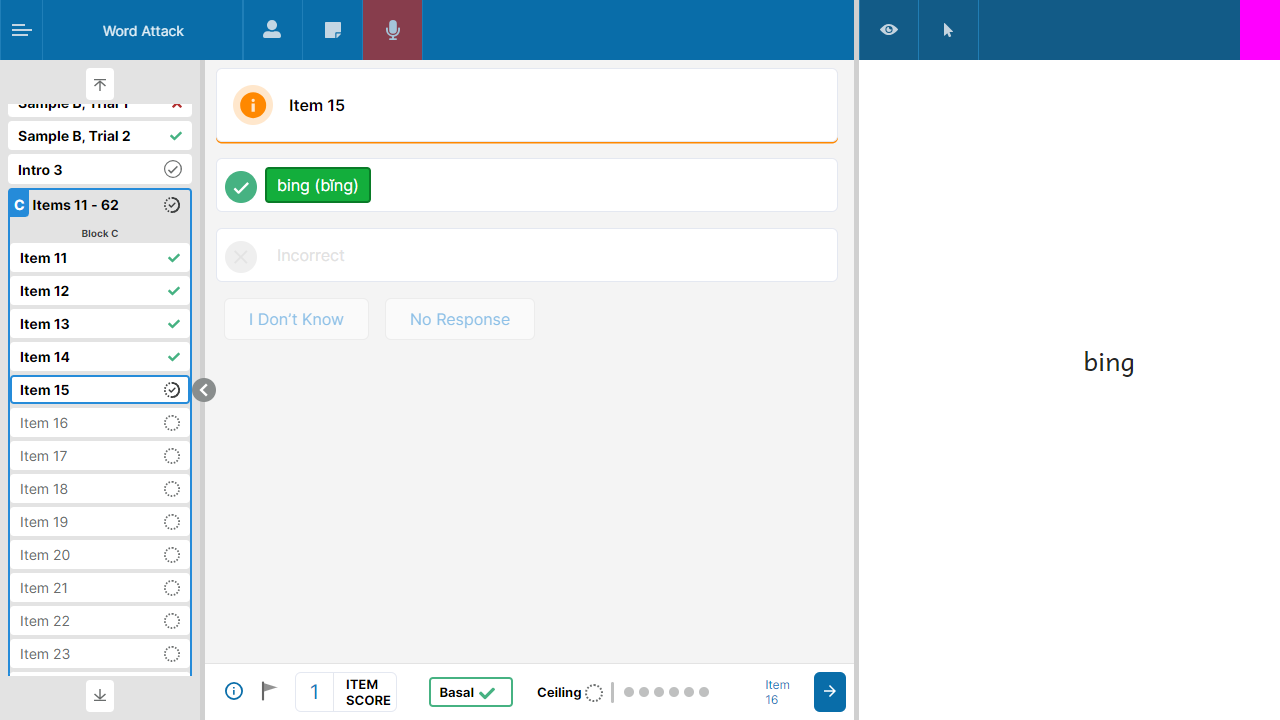 Word Attack
Sample B, Trial 1
Sample B, Trial 2
Intro 3
C Items 11 - 62
Block C
Item 11
Item 12
Item 13
Item 14
Item 15
Item 16
Item 17
Item 18
Item 19
Item 20
Item 21
Item 22
Item 23
Item 15
bing (bĭng)
Incorrect
I Don't Know
No Response
1
ITEM
SCORE
Basal
Ceiling
Item
16
bing